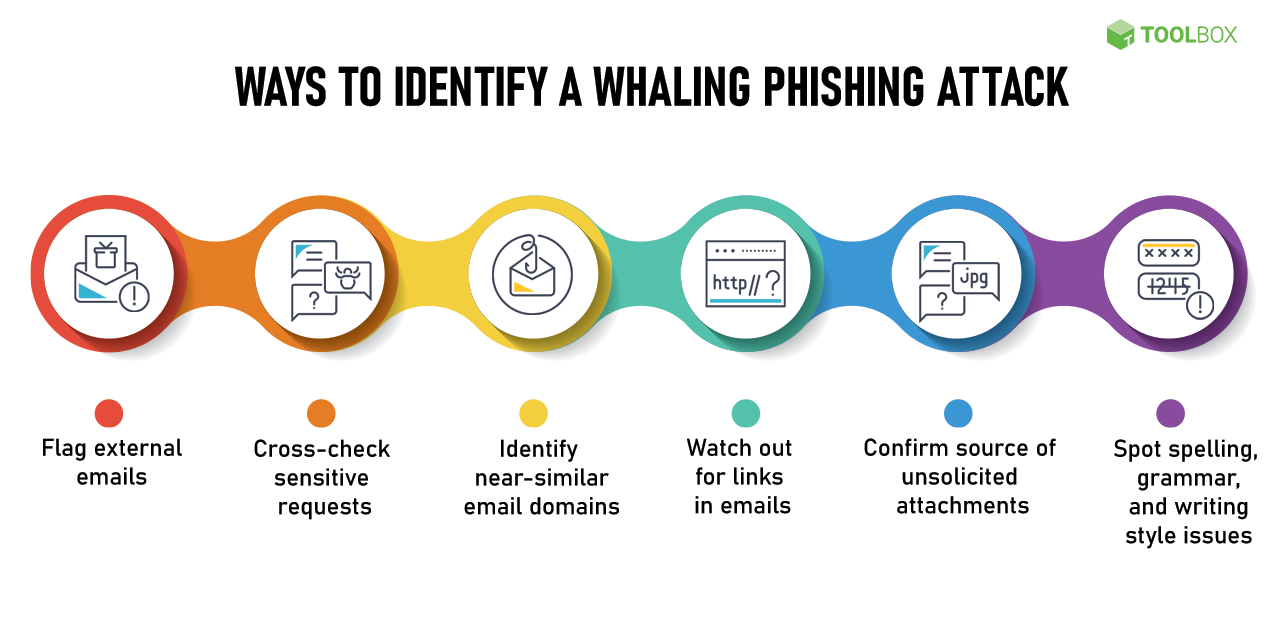 TOOLBOX
WAYS TO IDENTIFY A WHALING PHISHING ATTACK
?
http//?
?
jpg
××××
1245
Flag external
emails
Cross-check
sensitive
requests
Identify
near-similar
email domains
Watch out
for links
in emails
Confirm source of
unsolicited
attachments
Spot spelling,
grammar,
and writing
style issues